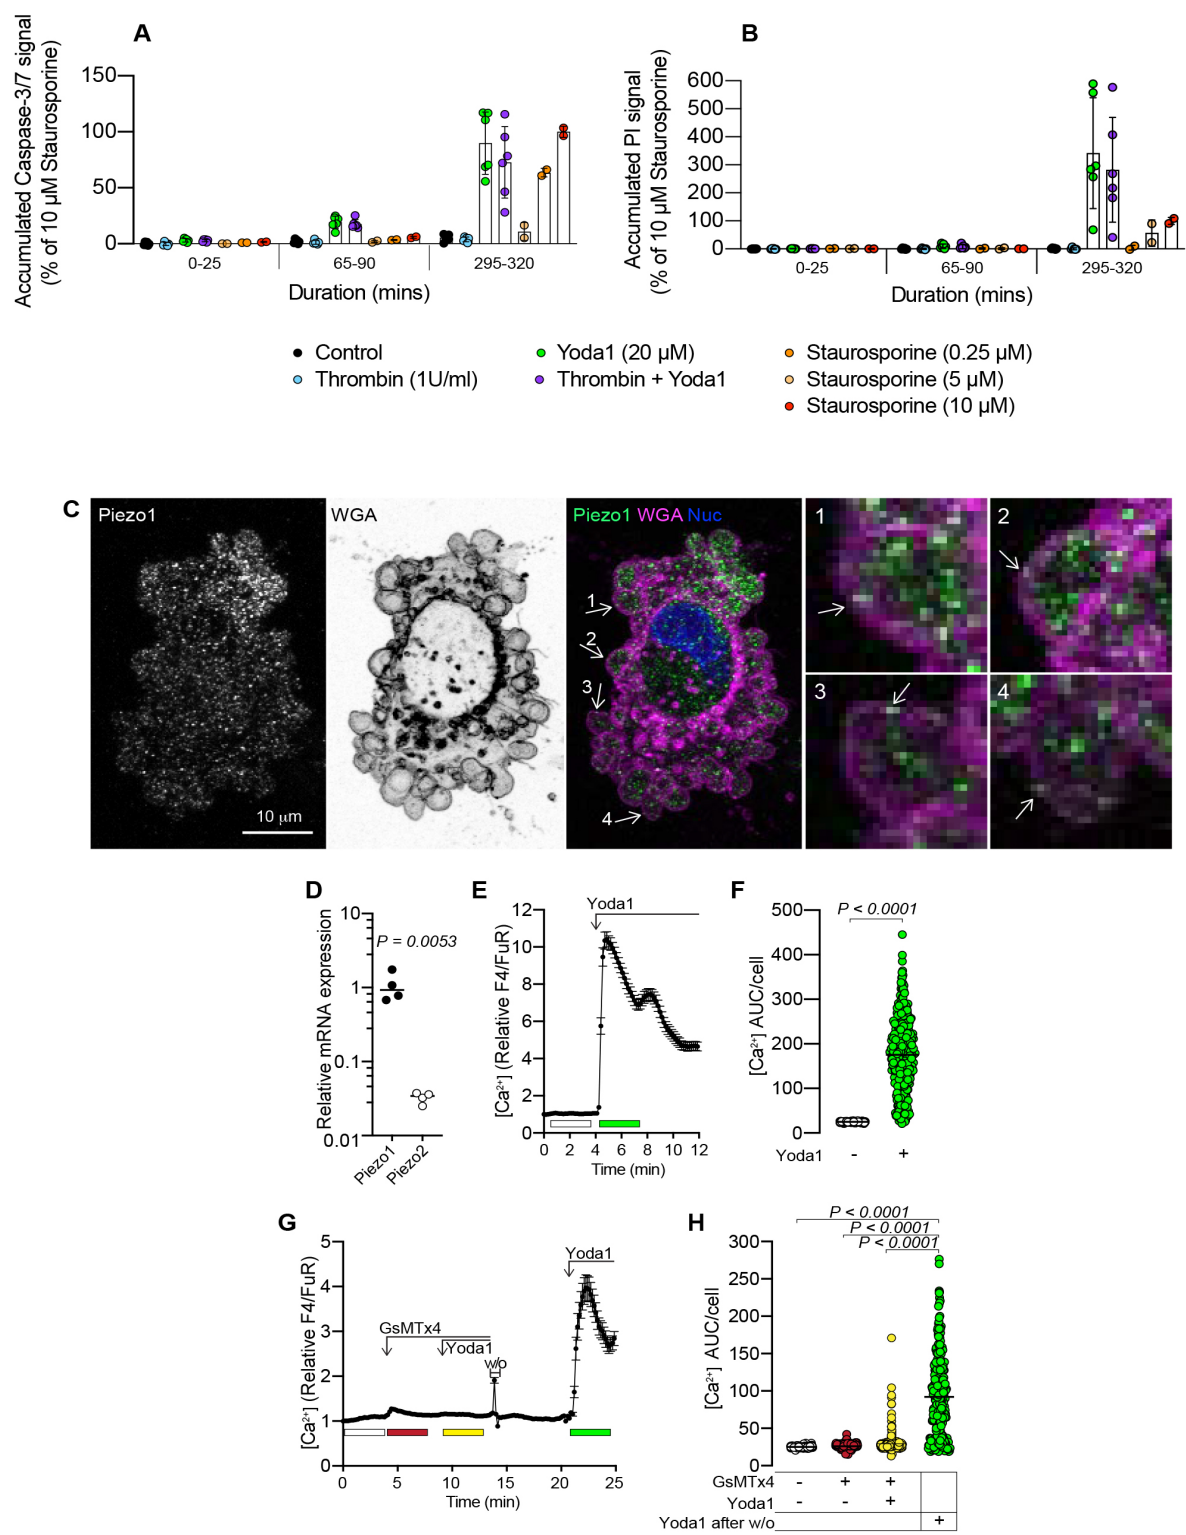 A
Accumulated Caspase-3/7 signal
(% of 10 µM Staurosporine)
150
100
50
0
0-25
65-90
295-320
Duration (mins)
B
Accumulated PI signal
(% of 10 µM Staurosporine)
600
500
400
300
200
100
0
0-25
65-90
295-320
Duration (mins)
Control
Thrombin (1U/ml)
Yoda1 (20 µM)
Thrombin + Yoda1
Staurosporine (0.25 µM)
Staurosporine (5 µM)
Staurosporine (10 µM)
C
Piezo1
10 µm
WGA
Piezo1 WGA Nuc
1
2
3
4
1
2
3
4
D
Relative mRNA expression
10
1
0.1
0.01
P = 0.0053
Piezo1
Piezo2
E
[Ca²⁺] (Relative F4/FuR)
12
10
8
6
4
2
0
Yoda1
0 2 4 6 8 10 12
Time (min)
F
[Ca²⁺] AUC/cell
500
400
300
200
100
0
P < 0.0001
Yoda1 - +
G
[Ca²⁺] (Relative F4/FuR)
5
4
3
2
1
0
GsMTx4
Yoda1
w/o
Yoda1
0 5 10 15 20 25
Time (min)
H
[Ca²⁺] AUC/cell
300
250
200
150
100
50
0
P < 0.0001
P < 0.0001
P < 0.0001
GsMTx4 - + +
Yoda1 - - +
Yoda1 after w/o +